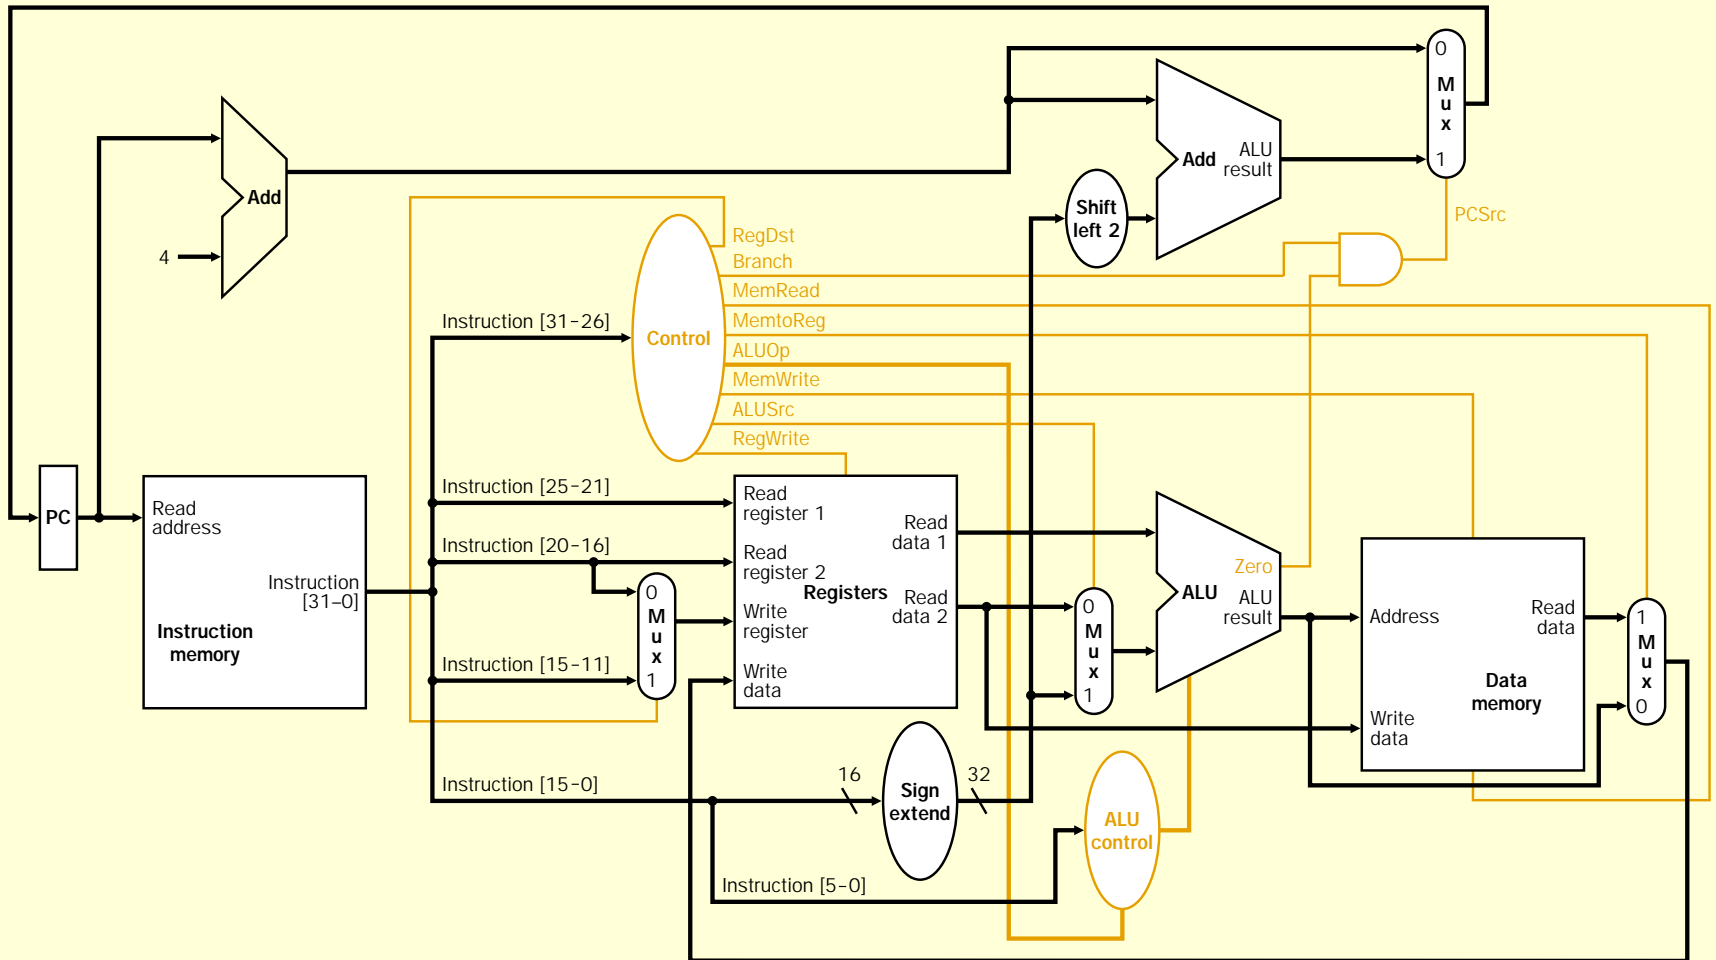 0
M
u
x
1
Add
ALU
result
Shift
left 2
PCSrc
Add
4
RegDst
Branch
MemRead
MemtoReg
ALUOp
MemWrite
ALUSrc
RegWrite
Control
Instruction [31–26]
Instruction [25–21]
Instruction [20–16]
Instruction [15–11]
Instruction [15–0]
Instruction [5–0]
PC
Read
address
Instruction
[31–0]
Instruction
memory
0
M
u
x
1
Read
register 1
Read
register 2
Write
register
Write
data
Registers
Read
data 1
Read
data 2
0
M
u
x
1
Zero
ALU
ALU
result
Address
Write
data
Read
data
Data
memory
1
M
u
x
0
16
Sign
extend
32
ALU
control